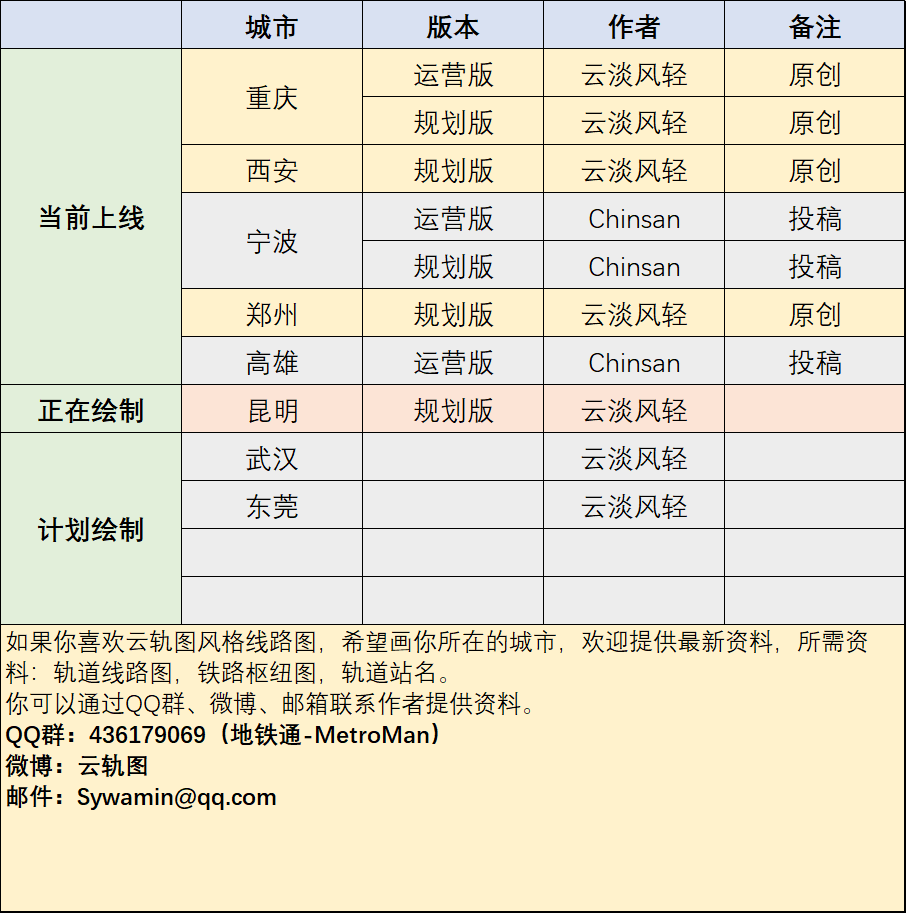 城市 版本 作者 备注
当前上线 重庆 运营版 云淡风轻 原创
规划版 云淡风轻 原创
西安 规划版 云淡风轻 原创
宁波 运营版 Chinsan 投稿
规划版 Chinsan 投稿
郑州 规划版 云淡风轻 原创
高雄 运营版 Chinsan 投稿
正在绘制 昆明 规划版 云淡风轻
计划绘制 武汉 云淡风轻
东莞 云淡风轻
如果你喜欢云轨图风格线路图，希望画你所在的城市，欢迎提供最新资料，所需资
料：轨道线路图，铁路枢纽图，轨道站名。
你可以通过QQ群、微博、邮箱联系作者提供资料。
QQ群：436179069（地铁通-MetroMan）
微博：云轨图
邮件：Sywamin@qq.com